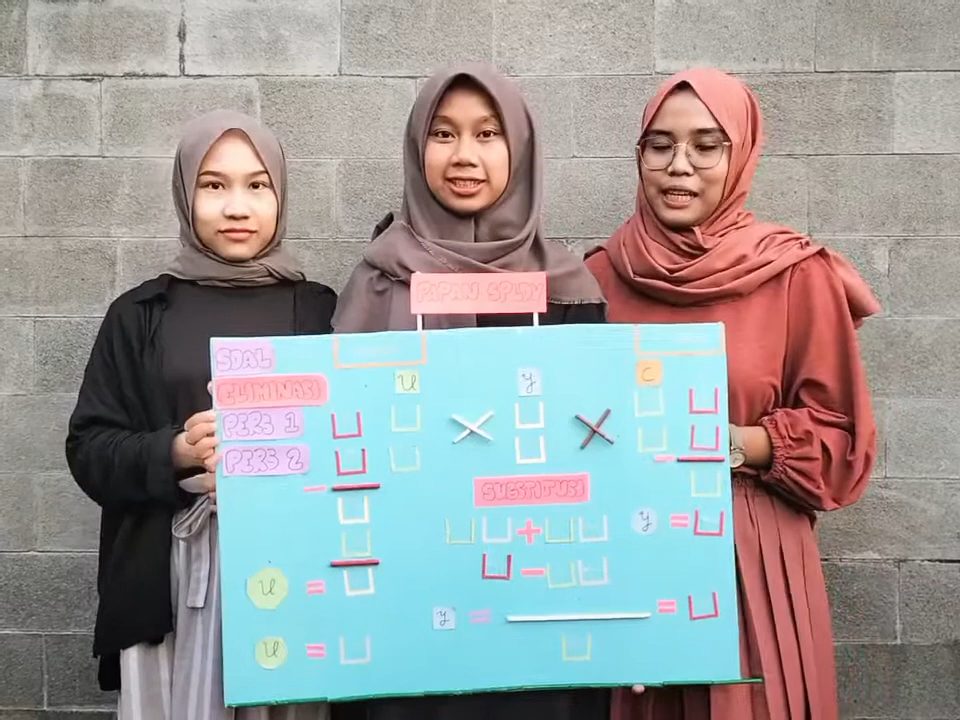 PAPAN SPLDV
SOAL
ELIMINASI u y C
PERS 1
PERS 2
SUBSTITUSI
+ y =
-
u =
y = =
u =